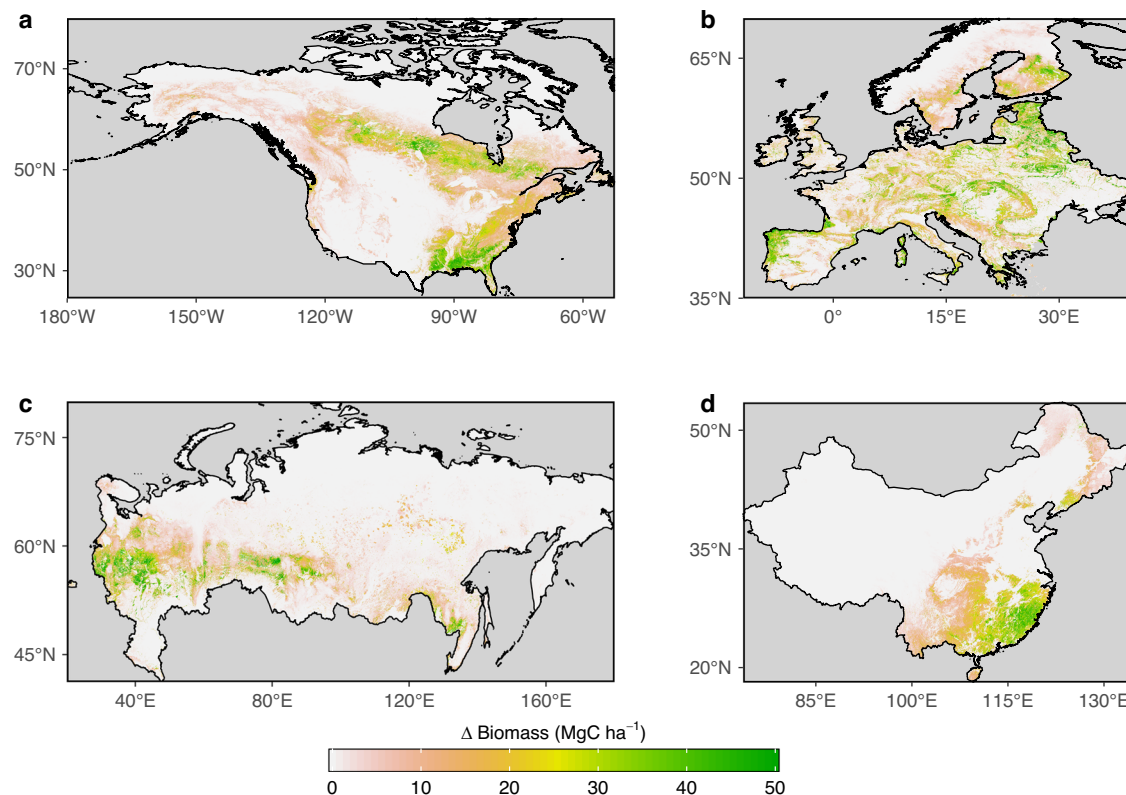 a
70°N
50°N
30°N
180°W 150°W 120°W 90°W 60°W
b
65°N
50°N
35°N
0° 15°E 30°E
c
75°N
60°N
45°N
40°E 80°E 120°E 160°E
d
50°N
35°N
20°N
85°E 100°E 115°E 130°E
Δ Biomass (MgC ha⁻¹)
0 10 20 30 40 50